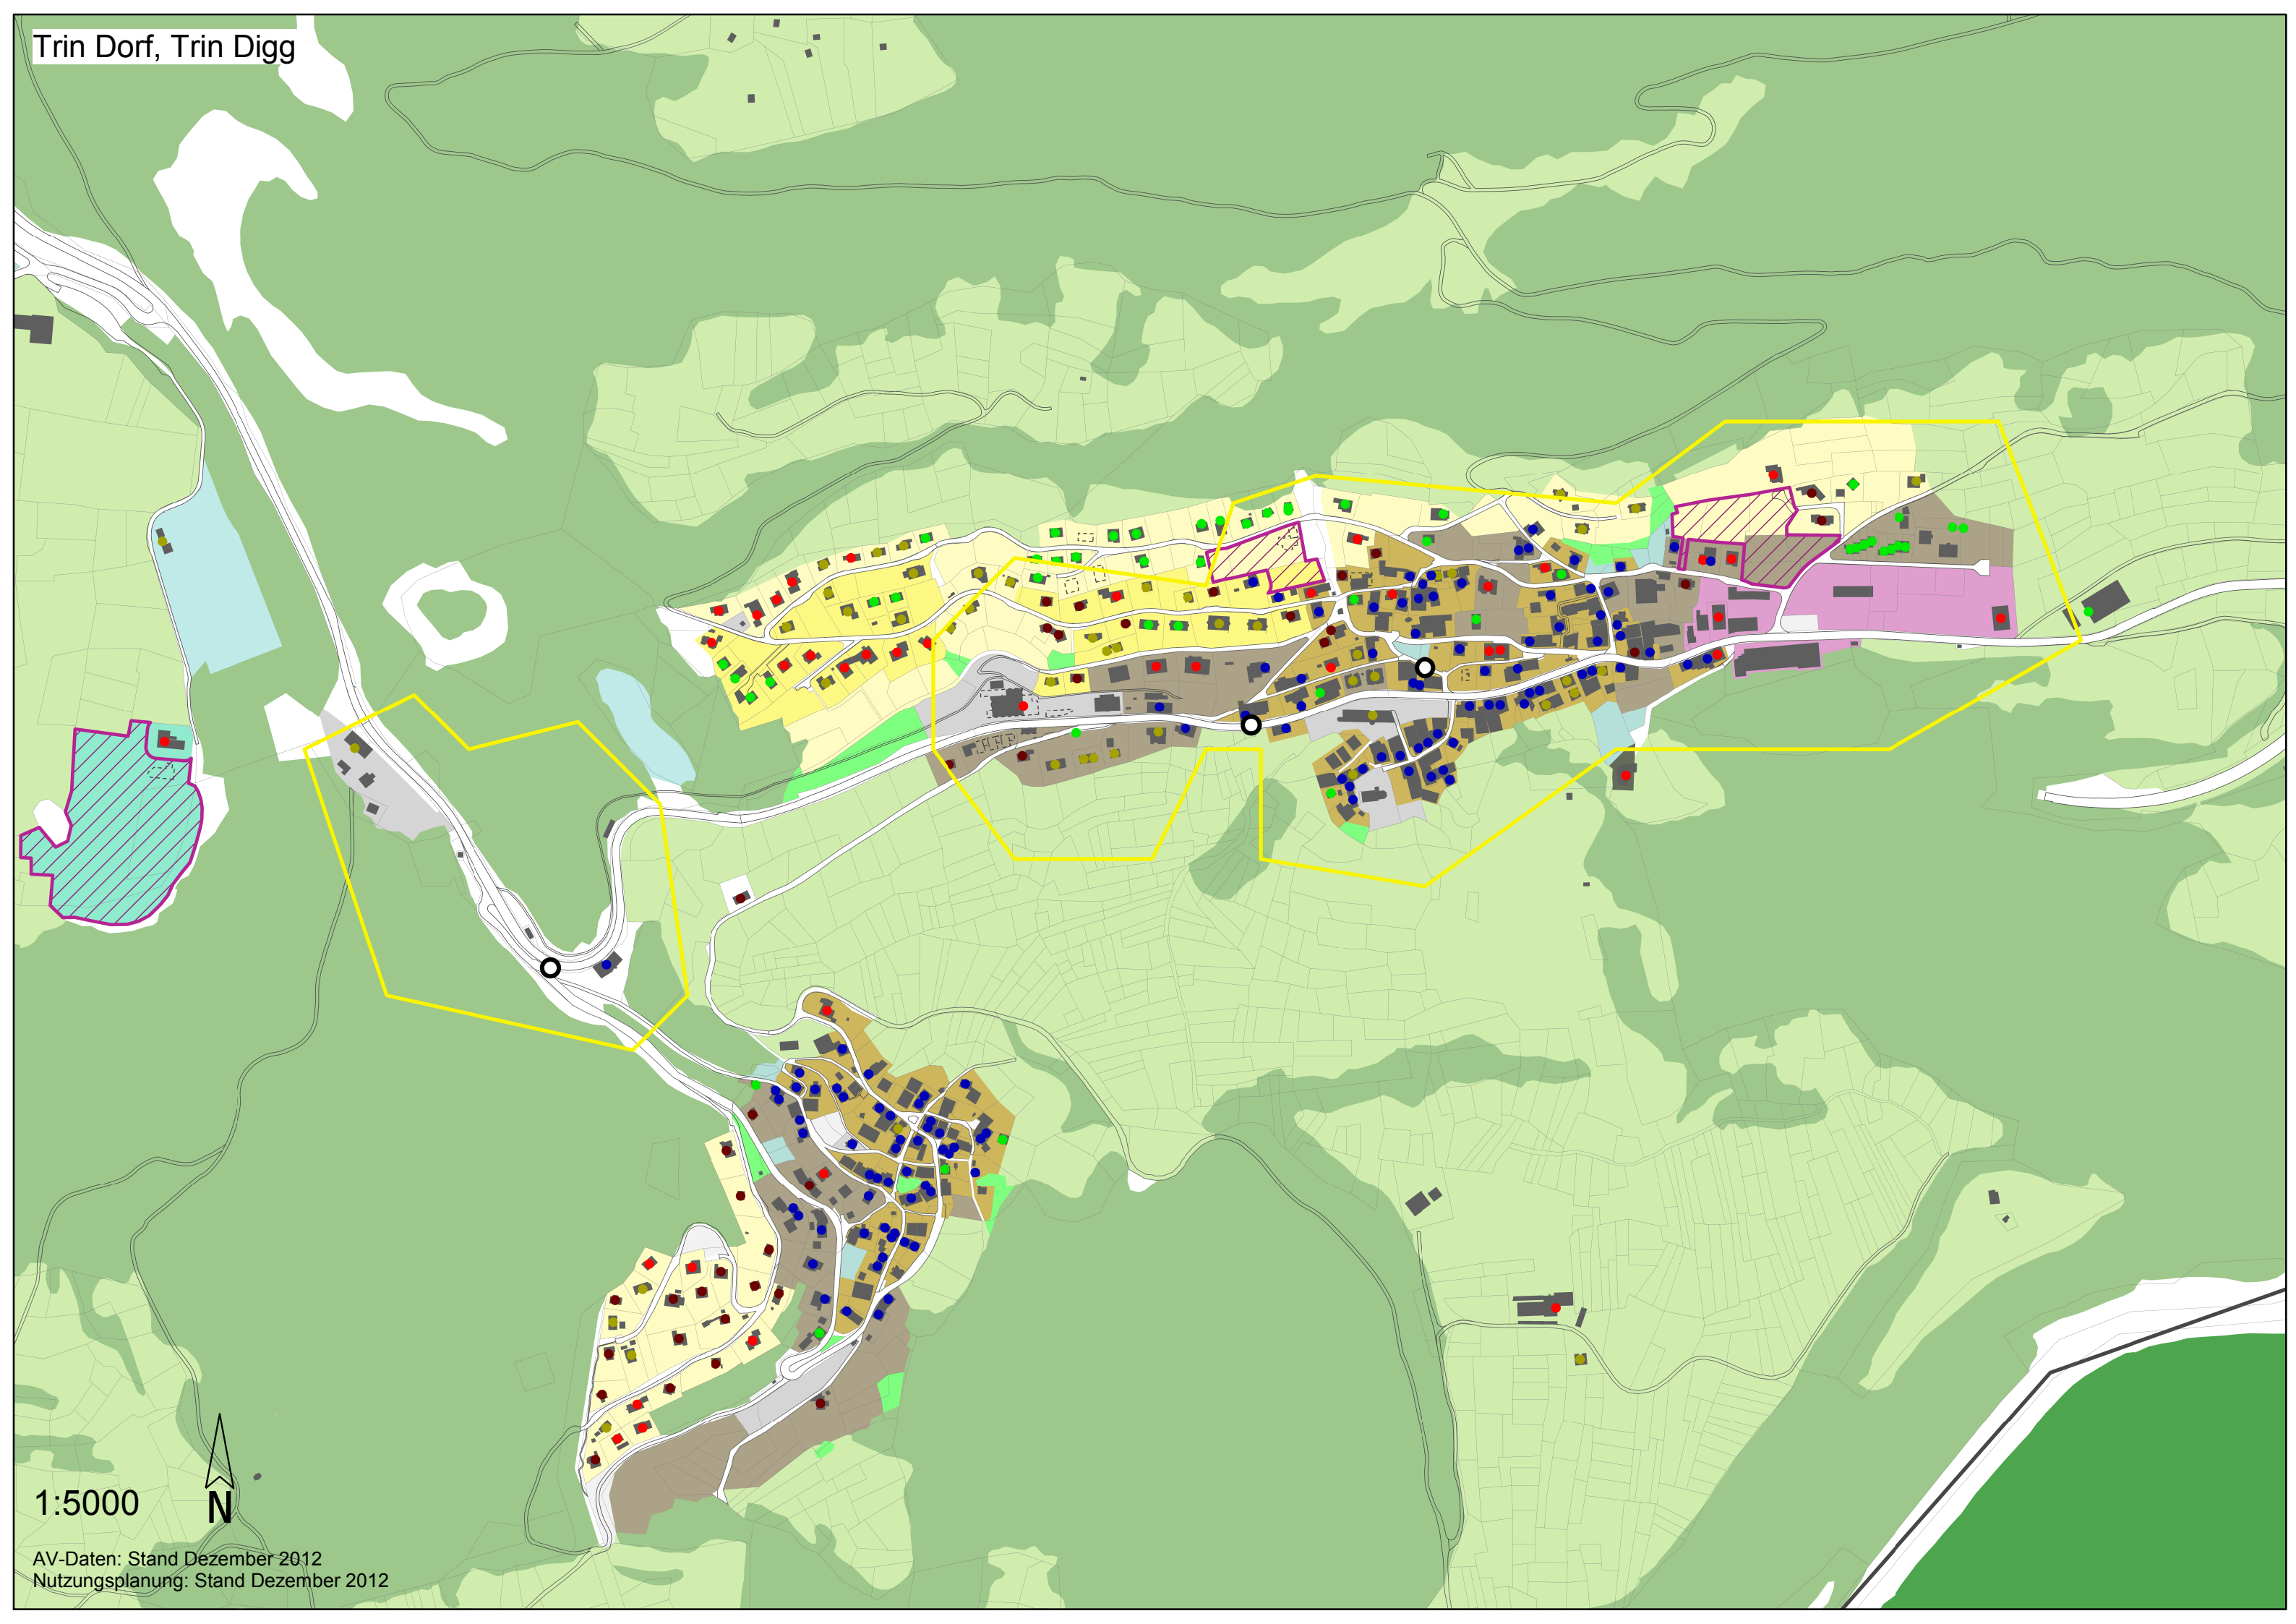 Trin Dorf, Trin Digg
1:5000
N
AV-Daten: Stand Dezember 2012
Nutzungsplanung: Stand Dezember 2012